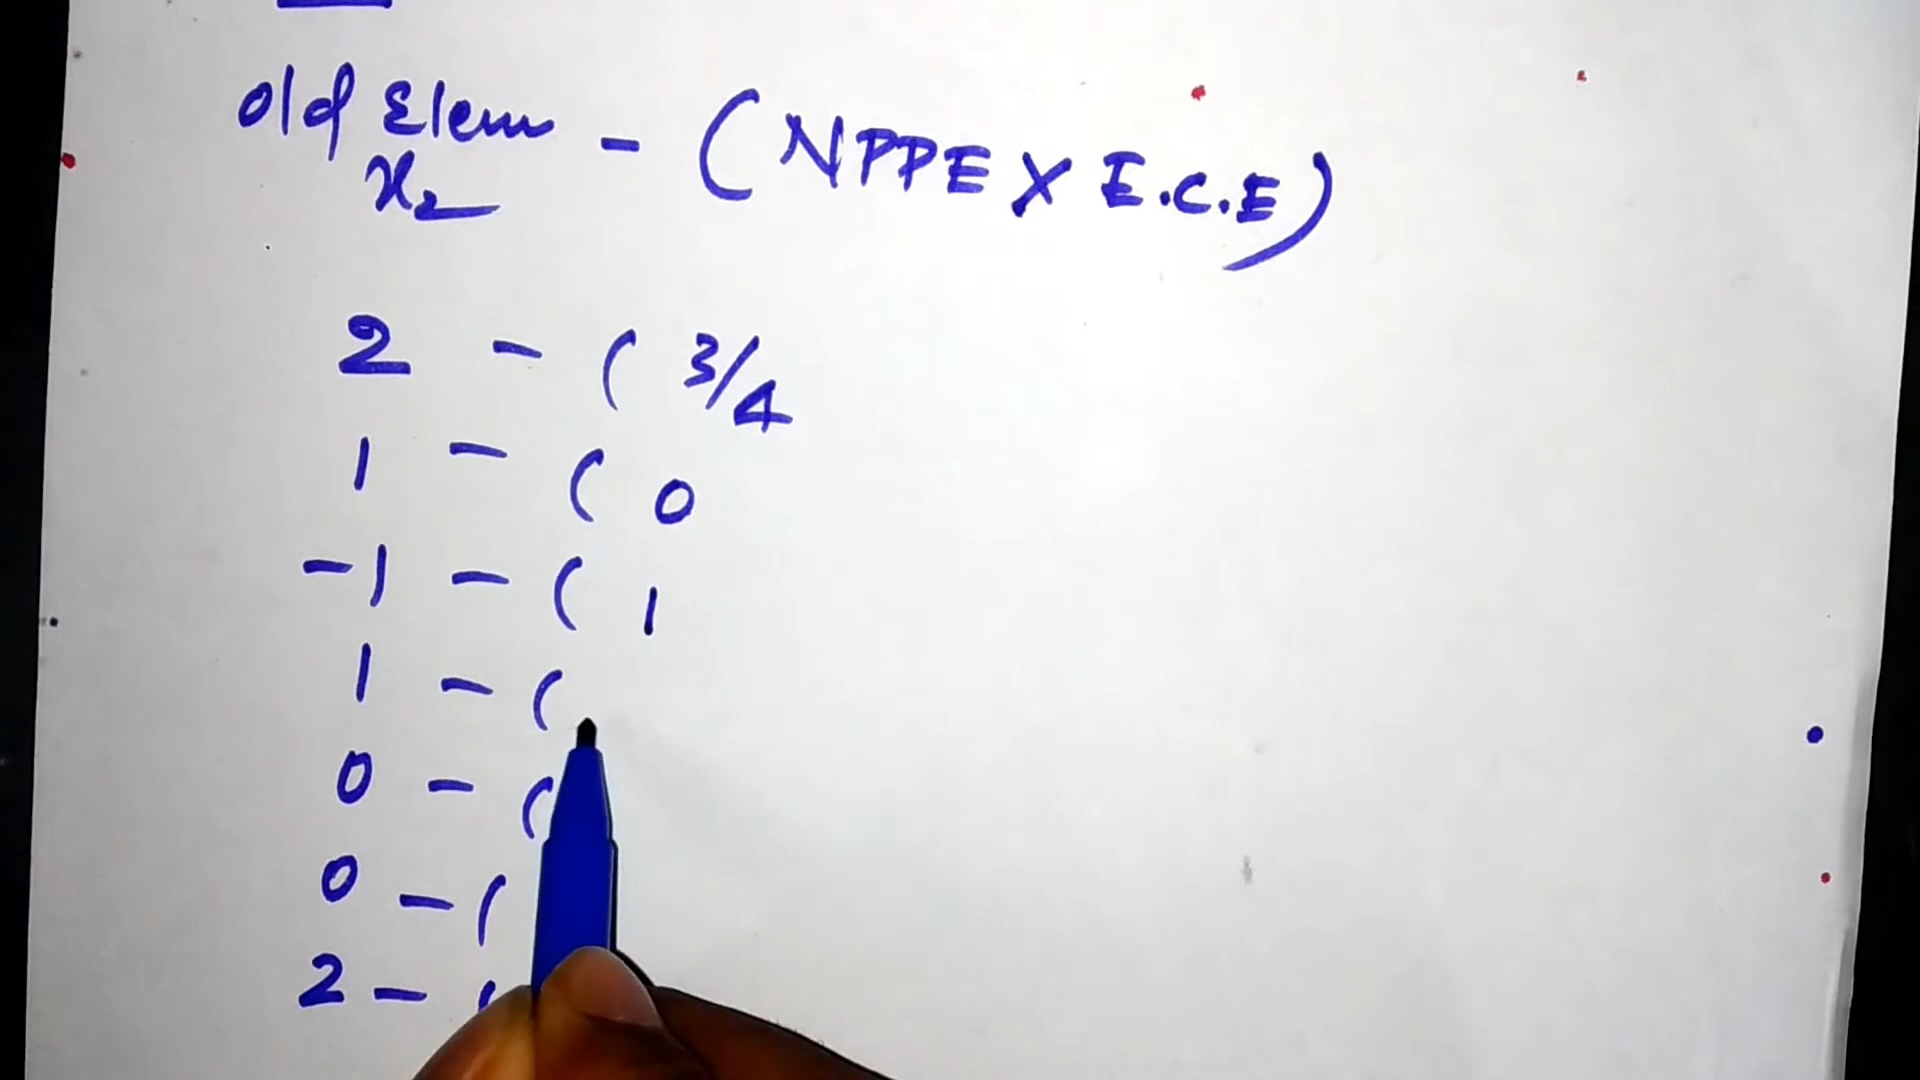 old Elem - ( NPPE X E.C.E )
x₂
2 - ( 3/4
1 - ( 0
-1 - ( 1
1 - (
0 - (
0 - (
2 - (